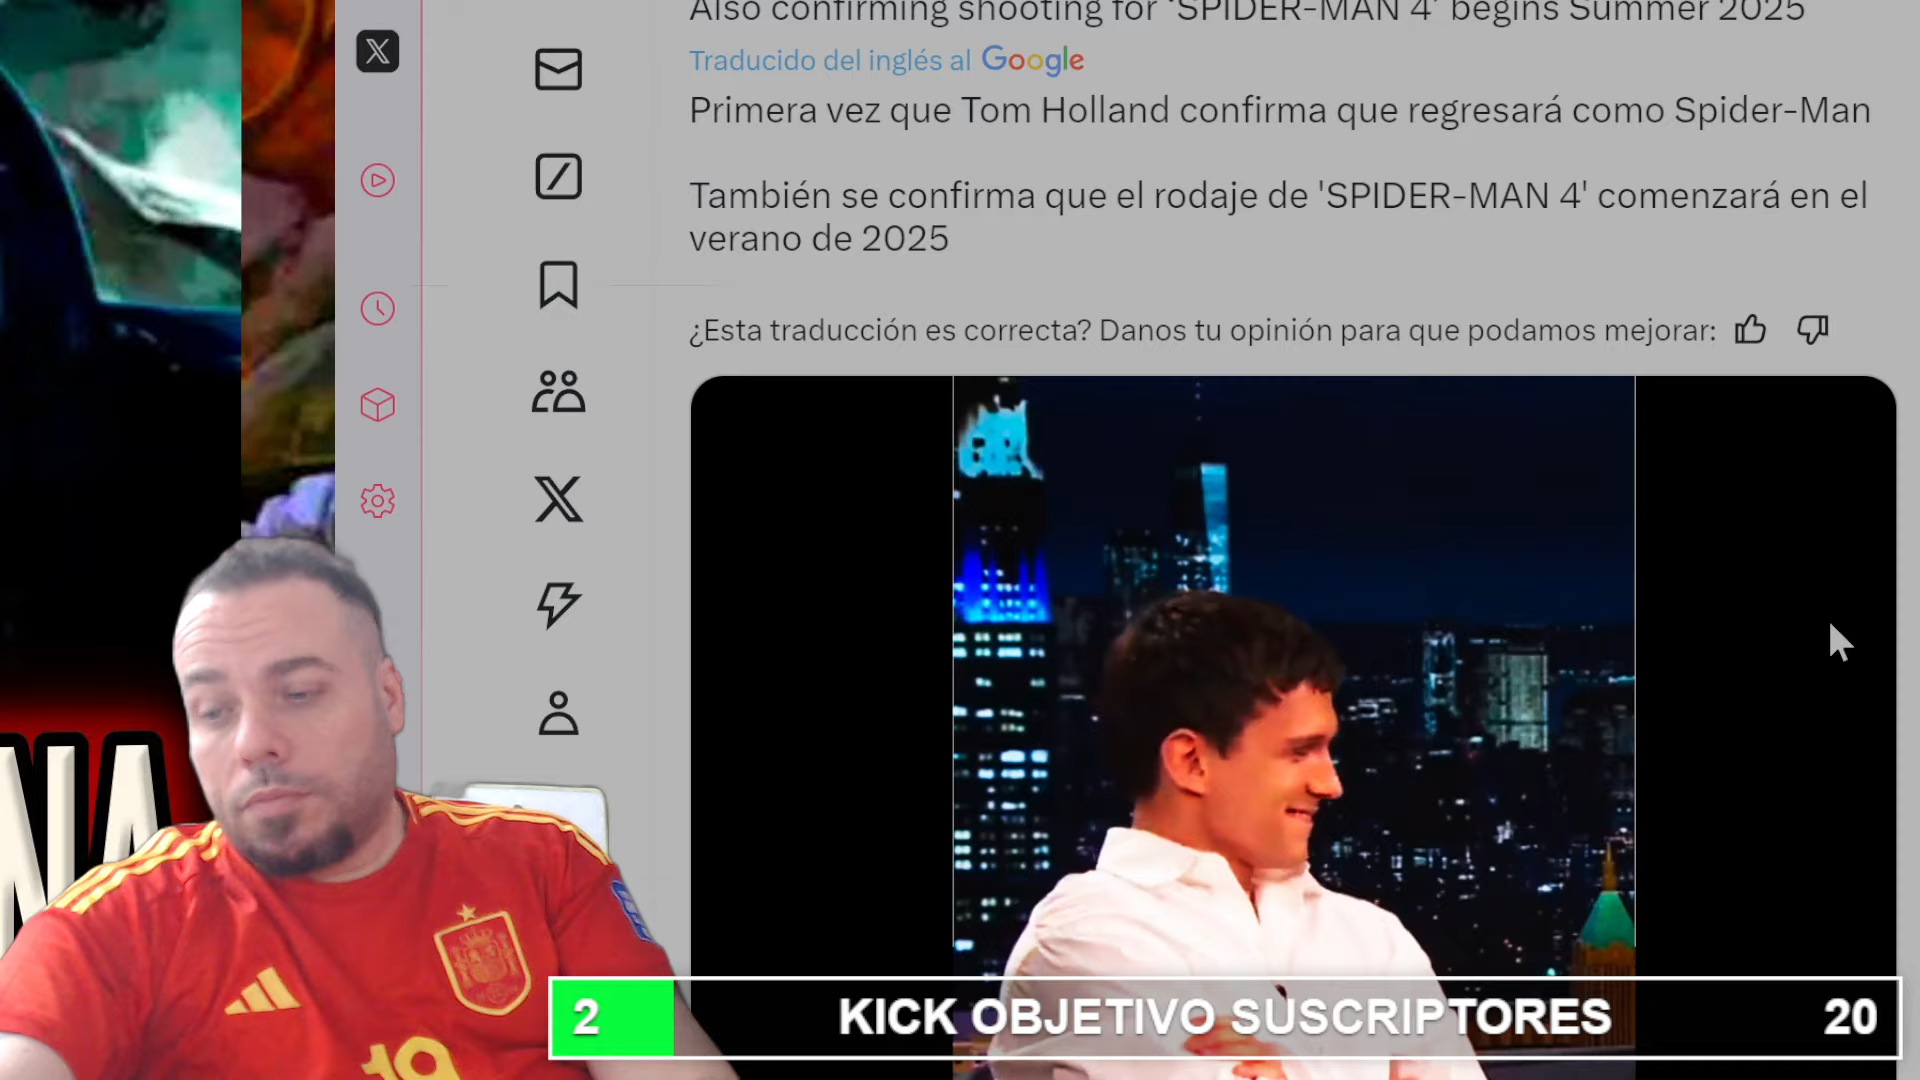 Also confirming shooting for 'SPIDER-MAN 4' begins Summer 2025
Traducido del inglés al Google
Primera vez que Tom Holland confirma que regresará como Spider-Man
También se confirma que el rodaje de 'SPIDER-MAN 4' comenzará en el
verano de 2025
¿Esta traducción es correcta? Danos tu opinión para que podamos mejorar:
NA
19
2 KICK OBJETIVO SUSCRIPTORES 20